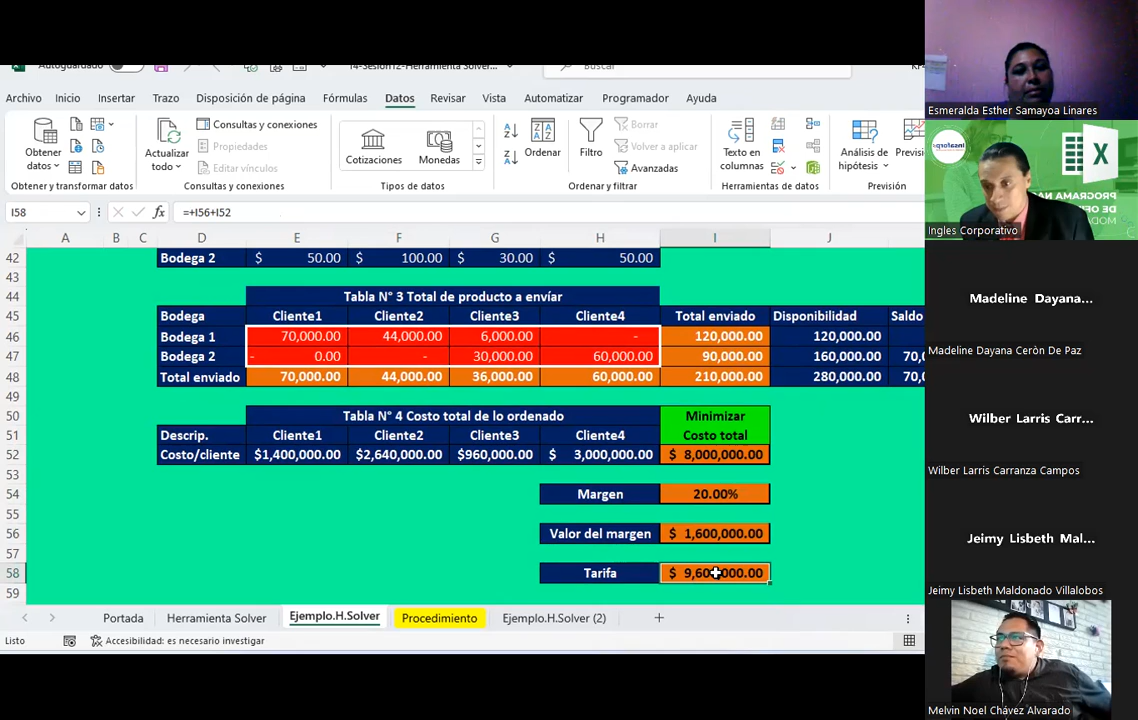 Autoguardado
14-Sesion12-Herramienta Solver...
Buscar
Archivo Inicio Insertar Trazo Disposición de página Fórmulas Datos Revisar Vista Automatizar Programador Ayuda
Obtener datos
Actualizar todo
Consultas y conexiones
Propiedades
Editar vínculos
Cotizaciones
Monedas
Ordenar
Filtro
Borrar
Volver a aplicar
Avanzadas
Texto en columnas
Análisis de hipótesis
Obtener y transformar datos
Consultas y conexiones
Tipos de datos
Ordenar y filtrar
Herramientas de datos
Previsión
I58
fx
=+I56+I52
A B C D E F G H I J
42 Bodega 2 $ 50.00 $ 100.00 $ 30.00 $ 50.00
43
44 Tabla N° 3 Total de producto a envíar
45 Bodega Cliente1 Cliente2 Cliente3 Cliente4 Total enviado Disponibilidad Saldo
46 Bodega 1 70,000.00 44,000.00 6,000.00 - 120,000.00 120,000.00
47 Bodega 2 - 0.00 - 30,000.00 60,000.00 90,000.00 160,000.00 70,0
48 Total enviado 70,000.00 44,000.00 36,000.00 60,000.00 210,000.00 280,000.00 70,0
49
50 Tabla N° 4 Costo total de lo ordenado Minimizar
51 Descrip. Cliente1 Cliente2 Cliente3 Cliente4 Costo total
52 Costo/cliente $1,400,000.00 $2,640,000.00 $960,000.00 $ 3,000,000.00 $ 8,000,000.00
53
54 Margen 20.00%
55
56 Valor del margen $ 1,600,000.00
57
58 Tarifa
59
Portada Herramienta Solver Ejemplo.H.Solver Procedimiento Ejemplo.H.Solver (2)
Listo
Accesibilidad: es necesario investigar
Esmeralda Esther Samayoa Linares
Ingles Corporativo
Madeline Dayana...
Madeline Dayana Ceròn De Paz
Wilber Larris Carr...
Wilber Larris Carranza Campos
Jeimy Lisbeth Mal...
Jeimy Lisbeth Maldonado Villalobos
Melvin Noel Chávez Alvarado